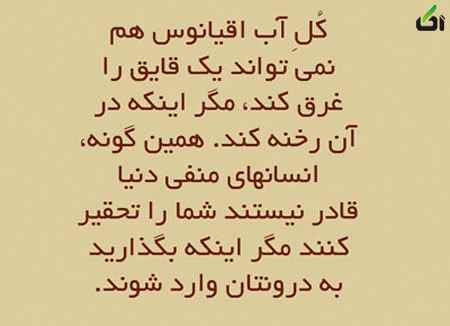 آکا
کُلِ آب اقیانوس هم
نمی تواند یک قایق را
غرق کند، مگر اینکه در
آن رخنه کند. همین گونه،
انسانهای منفی دنیا
قادر نیستند شما را تحقیر
کنند مگر اینکه بگذارید
به درونتان وارد شوند.